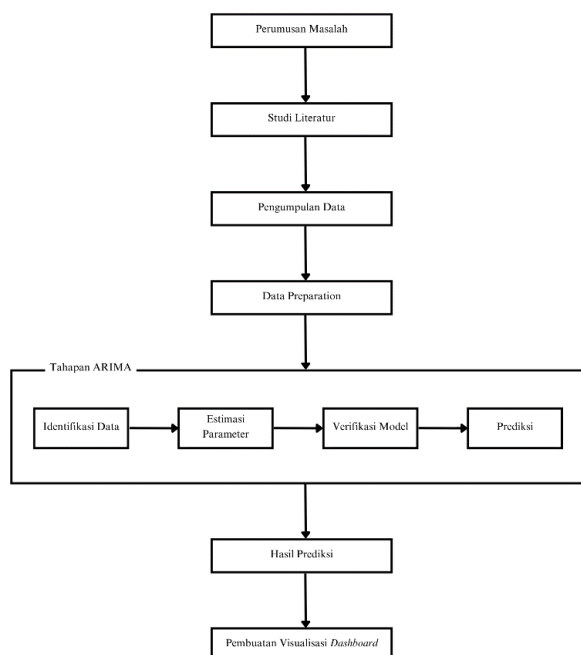 Perumusan Masalah
Studi Literatur
Pengumpulan Data
Data Preparation
Tahapan ARIMA
Identifikasi Data
Estimasi
Parameter
Verifikasi Model
Prediksi
Hasil Prediksi
Pembuatan Visualisasi Dashboard